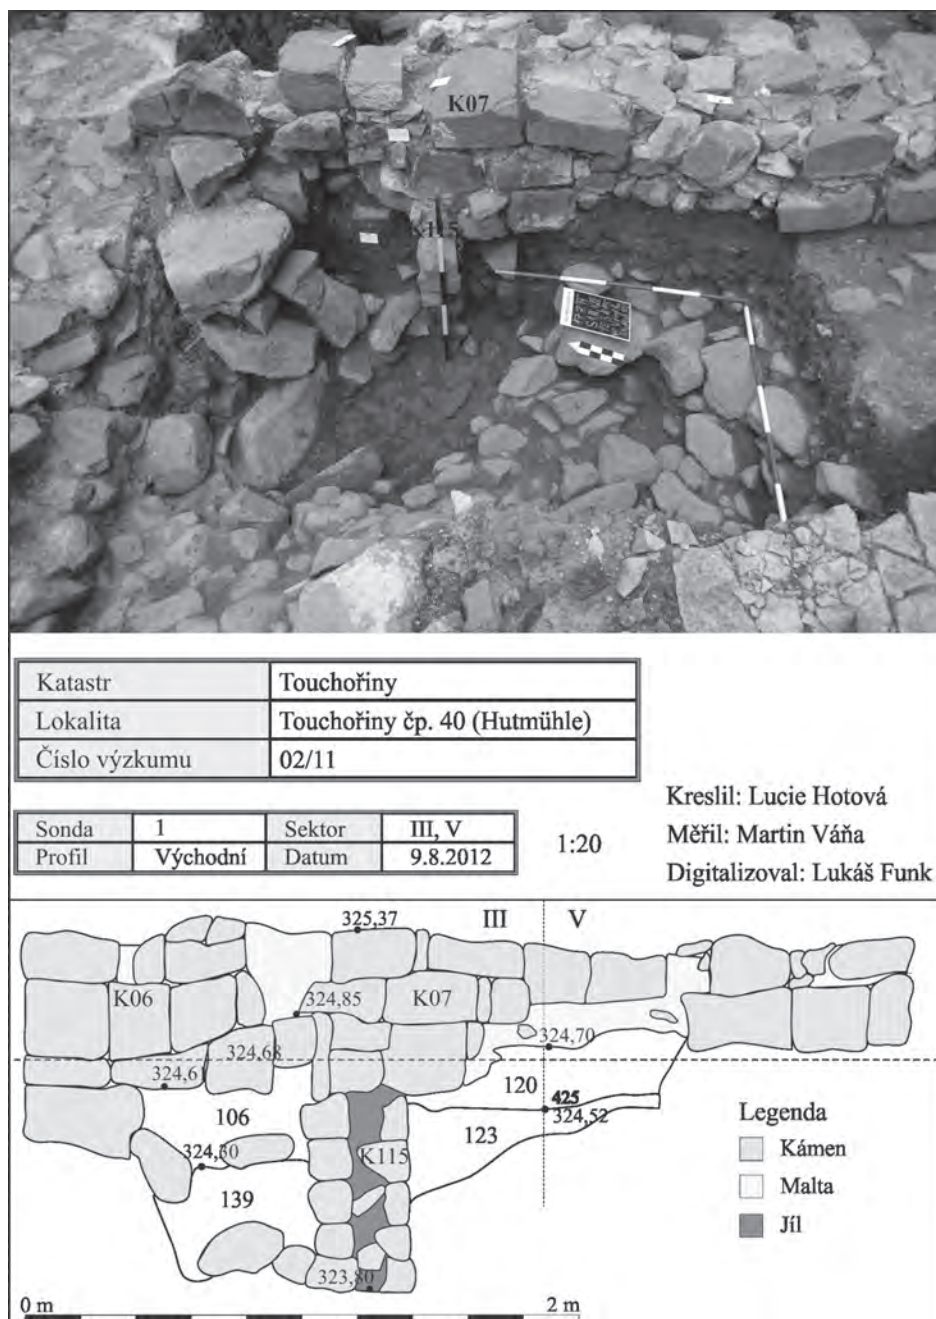 K07
K115
Katastr Touchořiny
Lokalita Touchořiny čp. 40 (Hutmühle)
Číslo výzkumu 02/11
Kreslil: Lucie Hotová
Měřil: Martin Váňa
Digitalizoval: Lukáš Funk
Sonda 1 Sektor III, V
Profil Východní Datum 9.8.2012
1:20
325,37 III V
K06 324,85 K07
324,68 324,70
324,61
120 425
324,52
106 123
324,30 K115
139
323,80
Legenda
Kámen
Malta
Jíl
0 m 2 m